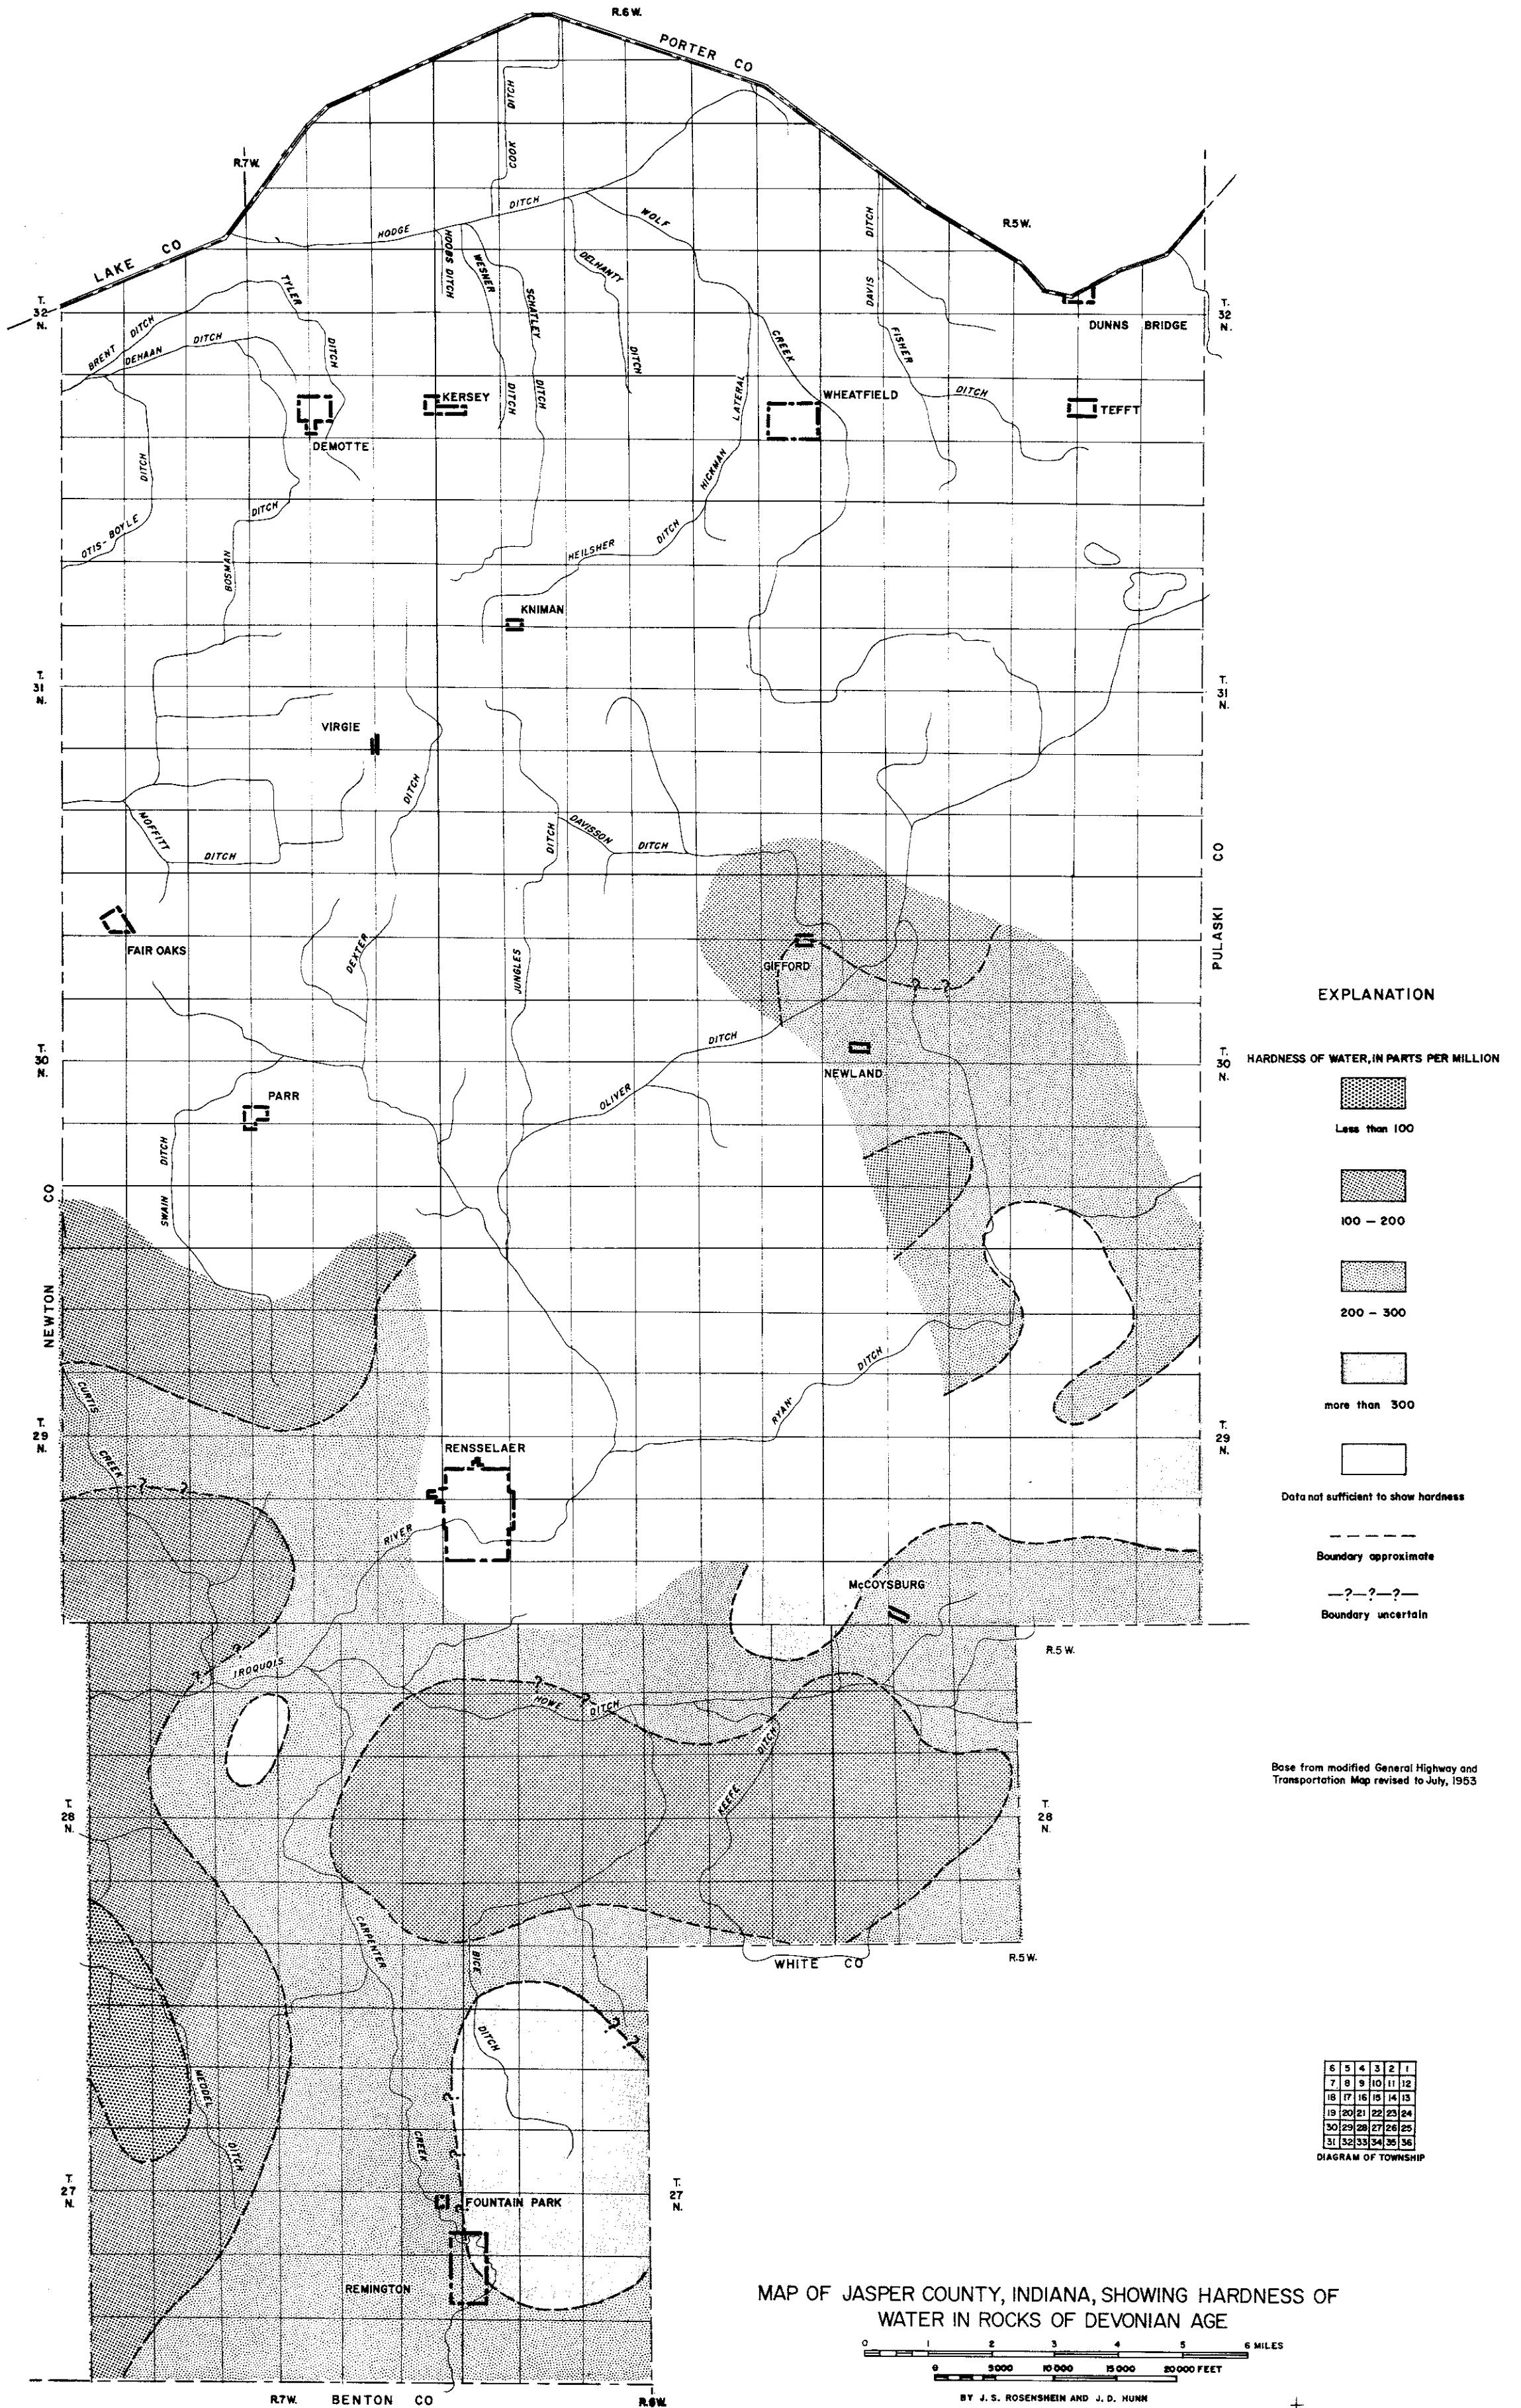 R.6W.
PORTER CO
R.7W.
LAKE CO
R.5W.
COOK DITCH
HODGE DITCH
WOLF CREEK
DAVIS DITCH
HOOBS DITCH
WESNER DITCH
SCHATLEY DITCH
DELHANTY DITCH
TYLER DITCH
T. 32 N.
T. 32 N.
BRENT DITCH
DEHAAN DITCH
FISHER DITCH
DUNNS BRIDGE
KERSEY
WHEATFIELD
TEFFT
DEMOTTE
HICKMAN LATERAL
OTIS-BOYLE DITCH
BOSMAN DITCH
HEILSHER DITCH
KNIMAN
T. 31 N.
T. 31 N.
VIRGIE
MOFFITT DITCH
DEXTER DITCH
JUNGLES DITCH
DAVISSON DITCH
PULASKI CO
FAIR OAKS
GIFFORD
? ?
NEWLAND
OLIVER DITCH
T. 30 N.
T. 30 N.
PARR
SWAIN DITCH
NEWTON CO
CURTIS CREEK
RYAN DITCH
T. 29 N.
T. 29 N.
RENSSELAER
? ?
RIVER
McCOYSBURG
R.5W.
IROQUOIS
? ?
HOWE DITCH
? ?
KEEFE DITCH
T. 28 N.
T. 28 N.
CARPENTER CREEK
BICE DITCH
WHITE CO
R.5W.
? ?
MEDDEL DITCH
? ?
T. 27 N.
T. 27 N.
FOUNTAIN PARK
REMINGTON
R.7W.
BENTON CO
R.6W.
EXPLANATION
HARDNESS OF WATER, IN PARTS PER MILLION
Less than 100
100 – 200
200 – 300
more than 300
Data not sufficient to show hardness
Boundary approximate
—?—?—?—
Boundary uncertain
Base from modified General Highway and
Transportation Map revised to July, 1953
6 5 4 3 2 1
7 8 9 10 11 12
18 17 16 15 14 13
19 20 21 22 23 24
30 29 28 27 26 25
31 32 33 34 35 36
DIAGRAM OF TOWNSHIP
MAP OF JASPER COUNTY, INDIANA, SHOWING HARDNESS OF
WATER IN ROCKS OF DEVONIAN AGE
0 1 2 3 4 5 6 MILES
0 5000 10000 15000 20000 FEET
BY J. S. ROSENSHEIN AND J. D. HUNN